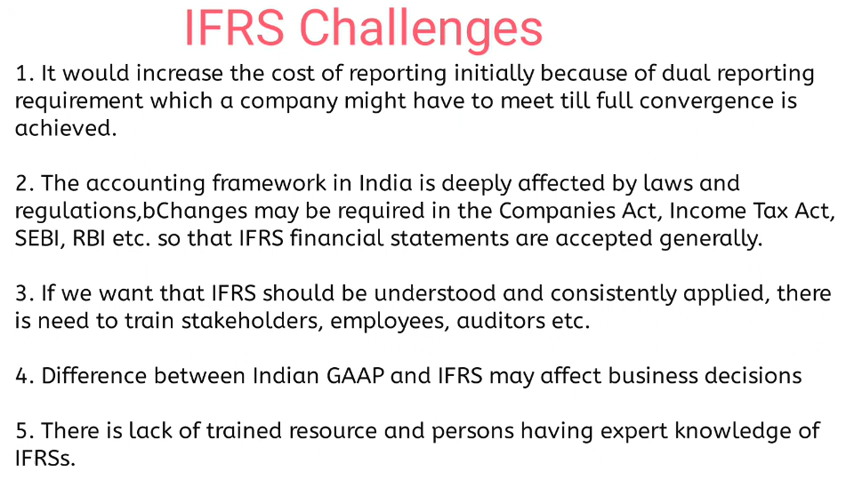 IFRS Challenges
1. It would increase the cost of reporting initially because of dual reporting
requirement which a company might have to meet till full convergence is
achieved.
2. The accounting framework in India is deeply affected by laws and
regulations,bChanges may be required in the Companies Act, Income Tax Act,
SEBI, RBI etc. so that IFRS financial statements are accepted generally.
3. If we want that IFRS should be understood and consistently applied, there
is need to train stakeholders, employees, auditors etc.
4. Difference between Indian GAAP and IFRS may affect business decisions
5. There is lack of trained resource and persons having expert knowledge of
IFRSs.